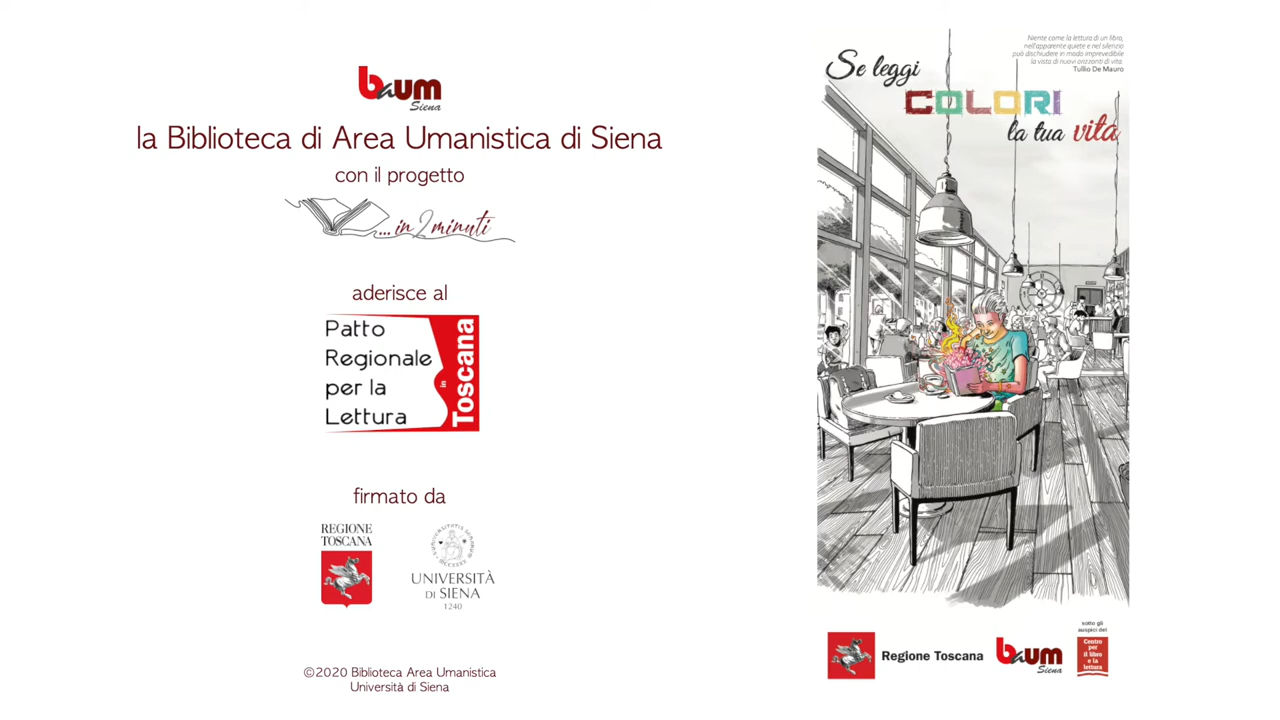 baum
Siena
la Biblioteca di Area Umanistica di Siena
con il progetto
...in 2 minuti
aderisce al
Patto
Regionale
per la
Lettura
in
Toscana
firmato da
REGIONE
TOSCANA
UNIVERSITÀ
DI SIENA
1240
©2020 Biblioteca Area Umanistica
Università di Siena
Niente come la lettura di un libro,
nell'apparente quiete e nel silenzio
può dischiudere in modo imprevedibile
la vista di nuovi orizzonti di vita.
Tullio De Mauro
Se leggi
COLORI
la tua vita
Regione Toscana
baum
Siena
sotto gli
auspici del
Centro
per
il libro
e la
lettura